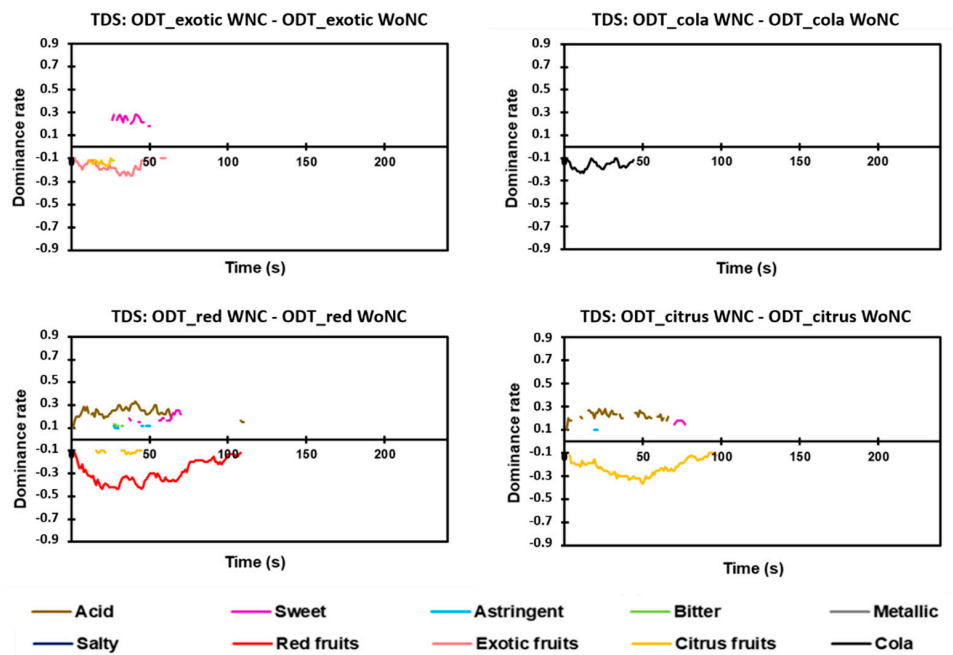 TDS: ODT_exotic WNC - ODT_exotic WoNC
0.9
0.7
0.5
0.3
0.1
-0.1
-0.3
-0.5
-0.7
-0.9
50 100 150 200
Dominance rate
Time (s)
TDS: ODT_cola WNC - ODT_cola WoNC
0.9
0.7
0.5
0.3
0.1
-0.1
-0.3
-0.5
-0.7
-0.9
50 100 150 200
Dominance rate
Time (s)
TDS: ODT_red WNC - ODT_red WoNC
0.9
0.7
0.5
0.3
0.1
-0.1
-0.3
-0.5
-0.7
-0.9
50 100 150 200
Dominance rate
Time (s)
TDS: ODT_citrus WNC - ODT_citrus WoNC
0.9
0.7
0.5
0.3
0.1
-0.1
-0.3
-0.5
-0.7
-0.9
50 100 150 200
Dominance rate
Time (s)
Acid Sweet Astringent Bitter Metallic
Salty Red fruits Exotic fruits Citrus fruits Cola